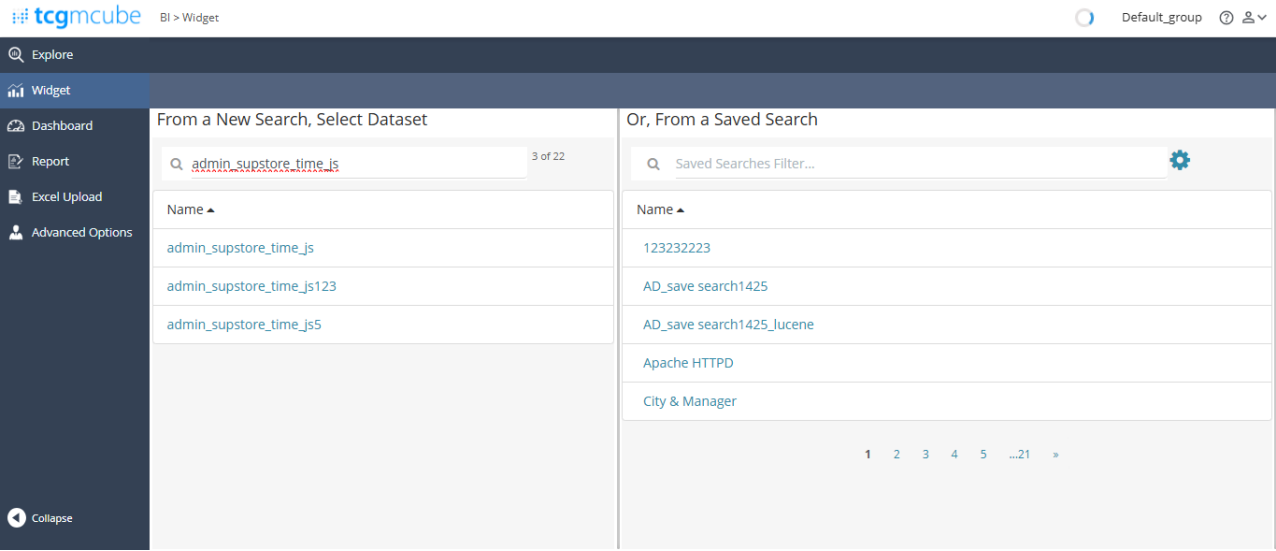 tcgmcube
BI > Widget
Default_group
Explore
Widget
Dashboard
Report
Excel Upload
Advanced Options
Collapse
From a New Search, Select Dataset
admin_supstore_time_js
3 of 22
Name
admin_supstore_time_js
admin_supstore_time_js123
admin_supstore_time_js5
Or, From a Saved Search
Saved Searches Filter...
Name
123232223
AD_save search1425
AD_save search1425_lucene
Apache HTTPD
City & Manager
1 2 3 4 5 ...21 »